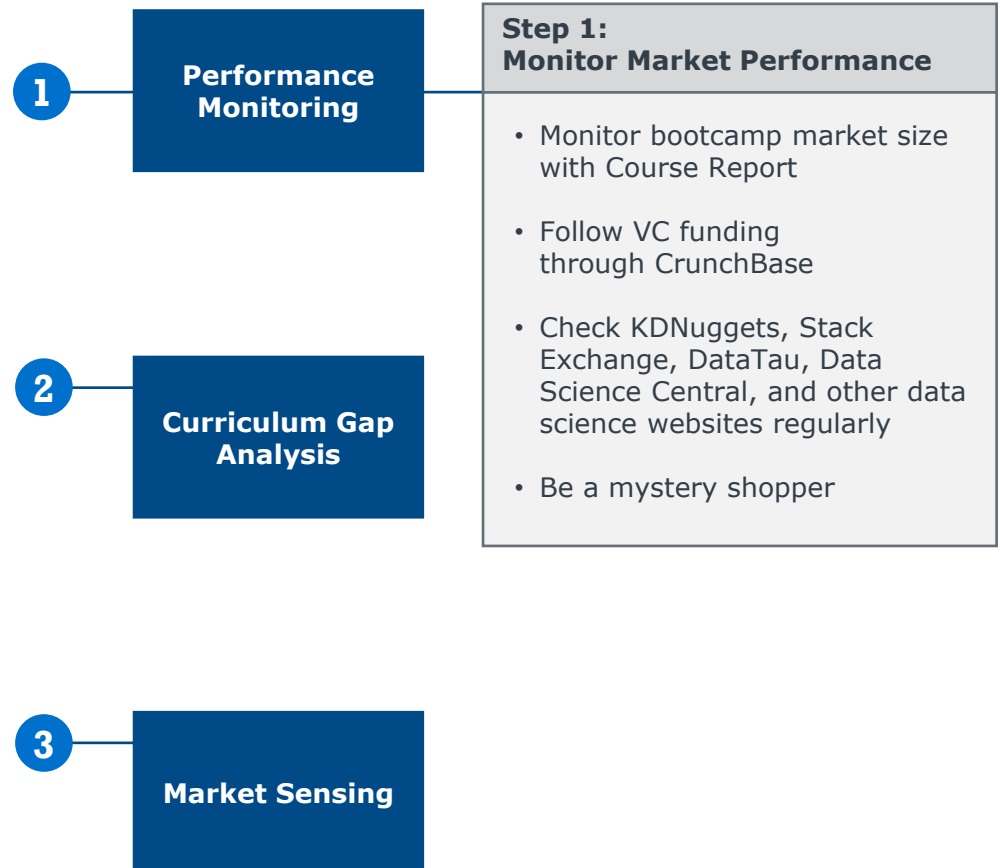 1
Performance
Monitoring
Step 1:
Monitor Market Performance
• Monitor bootcamp market size
with Course Report
• Follow VC funding
through CrunchBase
• Check KDNuggets, Stack
Exchange, DataTau, Data
Science Central, and other data
science websites regularly
• Be a mystery shopper
2
Curriculum Gap
Analysis
3
Market Sensing